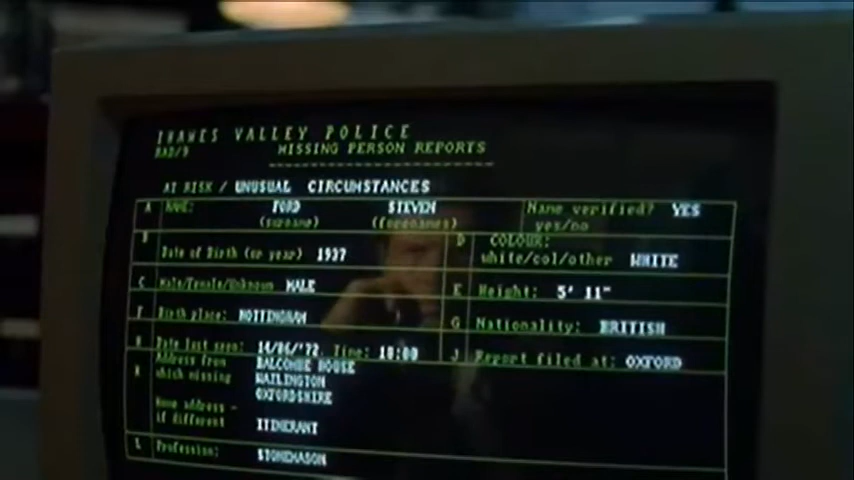 THAMES VALLEY POLICE
RAD/9 MISSING PERSON REPORTS
AT RISK / UNUSUAL CIRCUMSTANCES
A NAME: FORD STEVEN Name verified? YES
(surname) (forenames) yes/no
B Date of Birth (or year) 1937
D COLOUR:
white/col/other WHITE
C Male/Female/Unknown MALE
E Height: 5' 11"
F Birth place: NOTTINGHAM
G Nationality: BRITISH
H Date last seen: 14/06/'72. Time: 18:00
J Report filed at: OXFORD
K Address from which missing
BALCOMBE HOUSE
WATLINGTON
OXFORDSHIRE
Home address -
if different ITINERANT
L Profession: STONEMASON